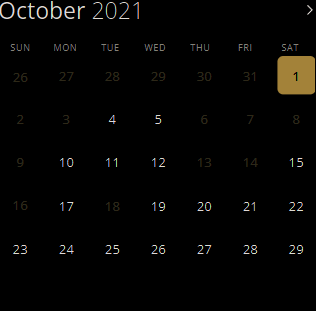 October 2021
SUN MON TUE WED THU FRI SAT
26 27 28 29 30 31 1
2 3 4 5 6 7 8
9 10 11 12 13 14 15
16 17 18 19 20 21 22
23 24 25 26 27 28 29